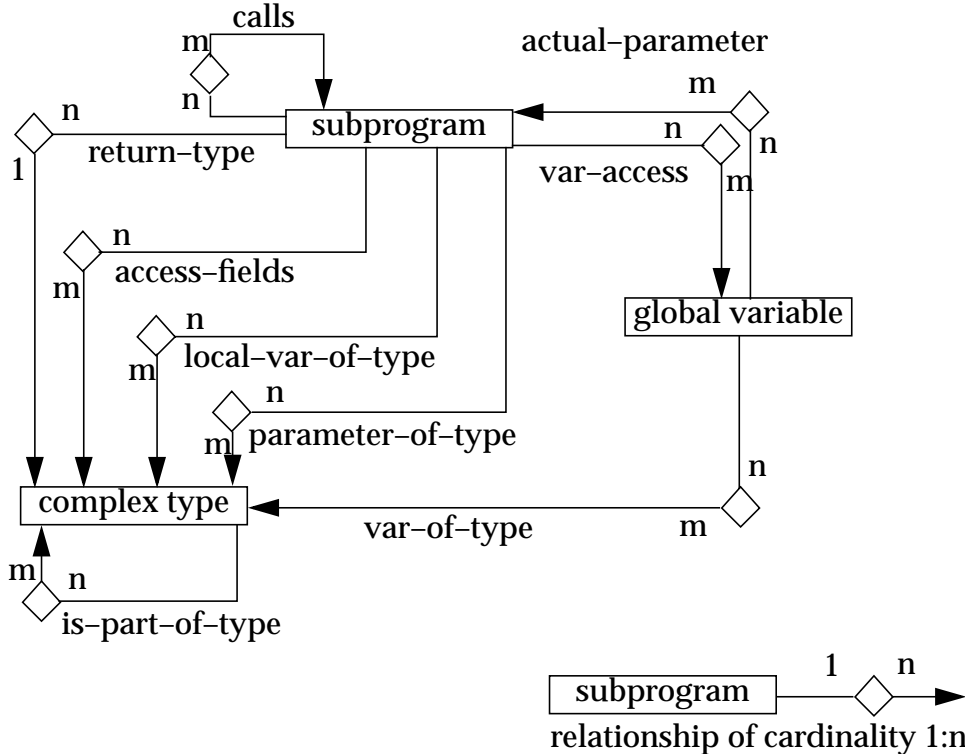 calls
m
n
actual–parameter
m
n
subprogram
n
1
return–type
n
m
var–access
n
m
access–fields
global variable
n
m
local–var–of–type
n
m
parameter–of–type
n
m
complex type
var–of–type
m
n
is–part–of–type
subprogram
1
n
relationship of cardinality 1:n